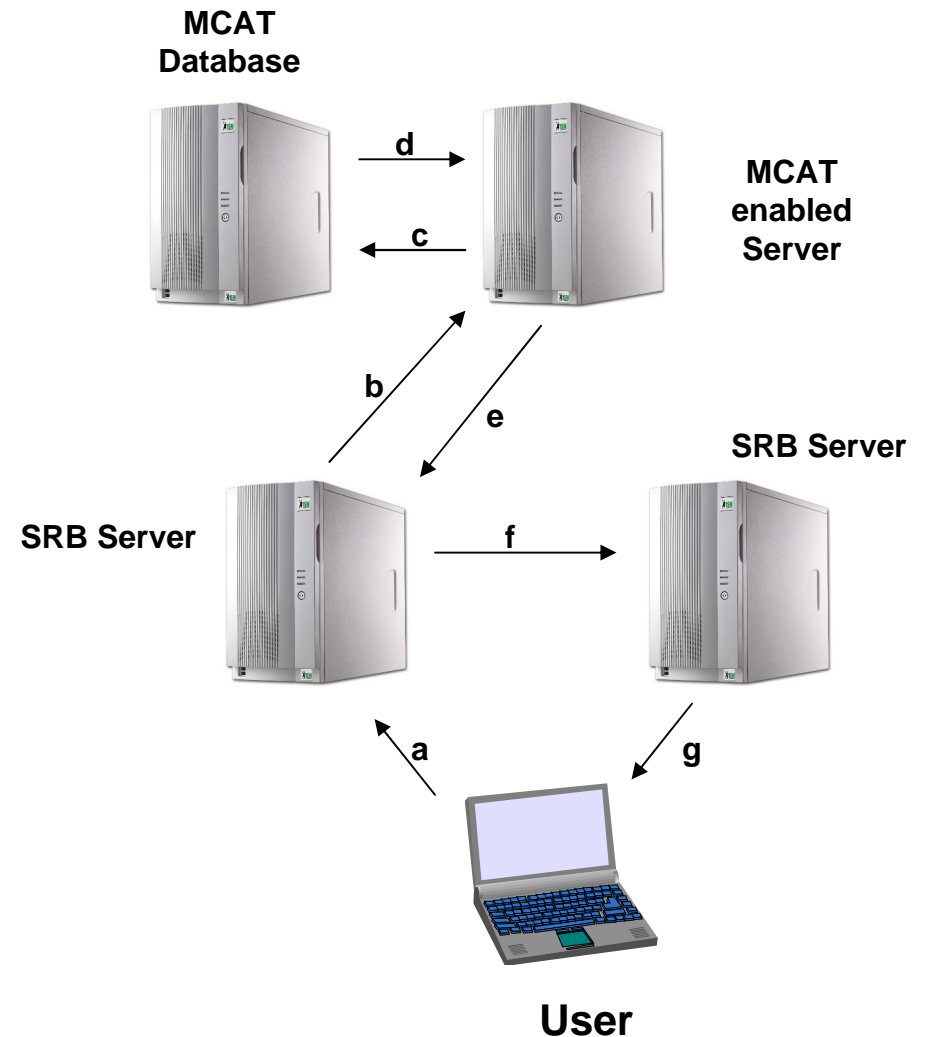 MCAT
Database
d
MCAT
enabled
Server
c
b
e
SRB Server
SRB Server
f
a
g
User